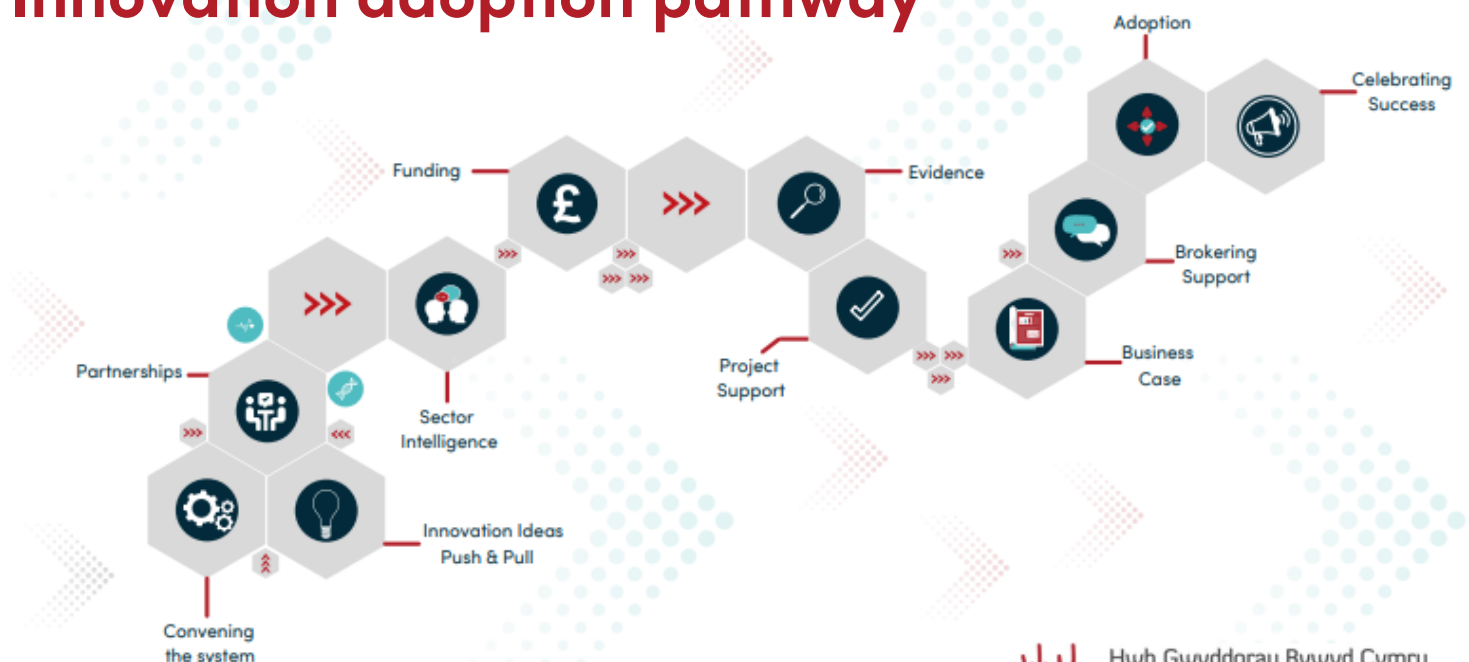 Innovation adoption pathway
Adoption
Celebrating
Success
Funding
£
Evidence
Brokering
Support
Partnerships
Project
Support
Business
Case
Sector
Intelligence
Innovation Ideas
Push & Pull
Convening
the system
Hwb Gwyddorau Bywyd Cymru